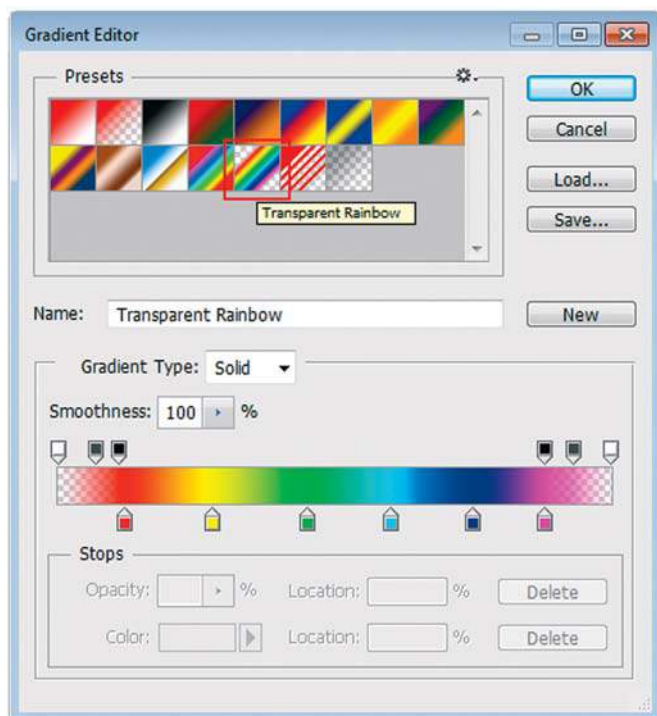 Gradient Editor
Presets
OK
Cancel
Load...
Save...
Transparent Rainbow
Name: Transparent Rainbow New
Gradient Type: Solid
Smoothness: 100 %
Stops
Opacity: % Location: % Delete
Color: Location: % Delete